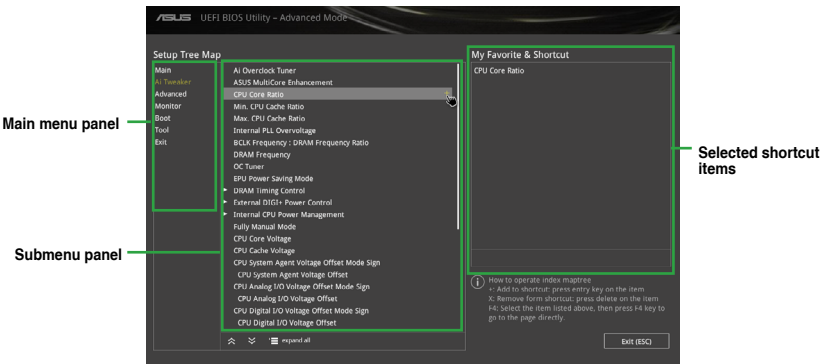 ASUS UEFI BIOS Utility – Advanced Mode
Setup Tree Map
My Favorite & Shortcut
Main
Ai Tweaker
Advanced
Monitor
Boot
Tool
Exit
Ai Overclock Tuner
ASUS MultiCore Enhancement
CPU Core Ratio
Min. CPU Cache Ratio
Max. CPU Cache Ratio
Internal PLL Overvoltage
BCLK Frequency : DRAM Frequency Ratio
DRAM Frequency
OC Tuner
EPU Power Saving Mode
DRAM Timing Control
External DIGI+ Power Control
Internal CPU Power Management
Fully Manual Mode
CPU Core Voltage
CPU Cache Voltage
CPU System Agent Voltage Offset Mode Sign
CPU System Agent Voltage Offset
CPU Analog I/O Voltage Offset Mode Sign
CPU Analog I/O Voltage Offset
CPU Digital I/O Voltage Offset Mode Sign
CPU Digital I/O Voltage Offset
expand all
CPU Core Ratio
How to operate index maptree
+: Add to shortcut: press entry key on the item
X: Remove form shortcut: press delete on the item
F4: Select the item listed above, then press F4 key to
go to the page directly.
Exit (ESC)
Main menu panel
Submenu panel
Selected shortcut
items